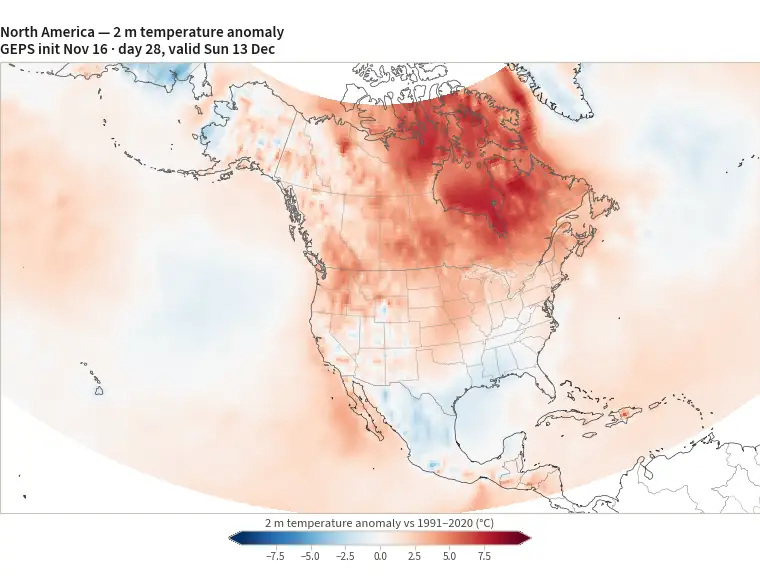 North America — 2 m temperature anomaly
GEPS init Nov 16 · day 28, valid Sun 13 Dec
2 m temperature anomaly vs 1991–2020 (°C)
−7.5 −5.0 −2.5 0.0 2.5 5.0 7.5